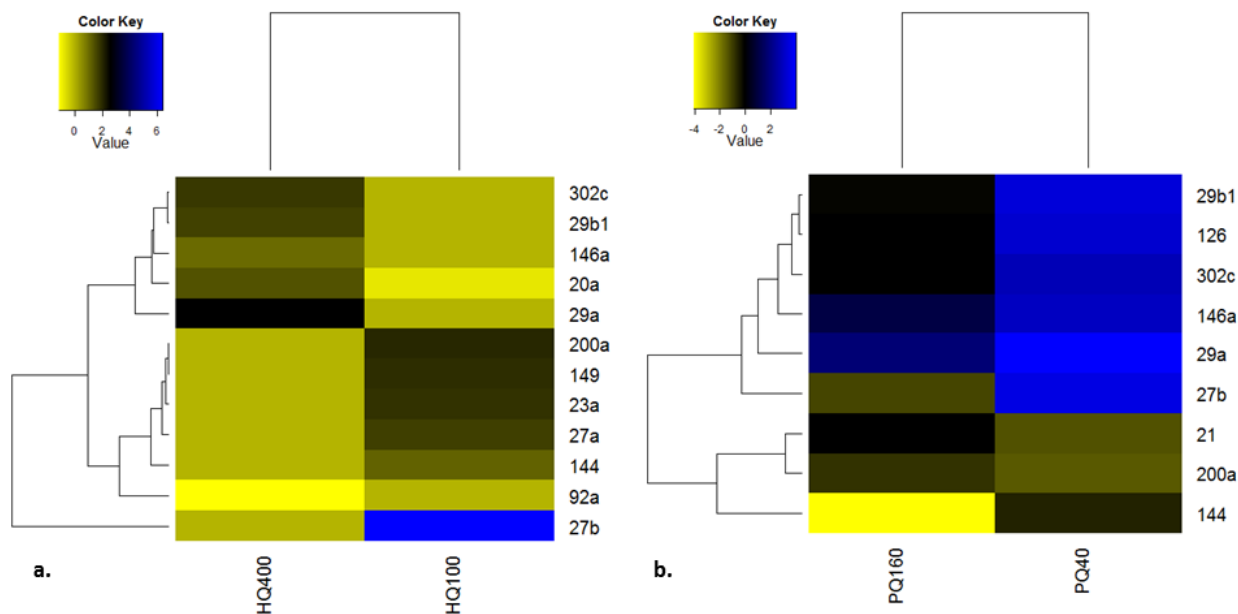 Color Key
0 2 4 6
Value
302c
29b1
146a
20a
29a
200a
149
23a
27a
144
92a
27b
HQ400
HQ100
a.
Color Key
-4 -2 0 2
Value
29b1
126
302c
146a
29a
27b
21
200a
144
PQ160
PQ40
b.